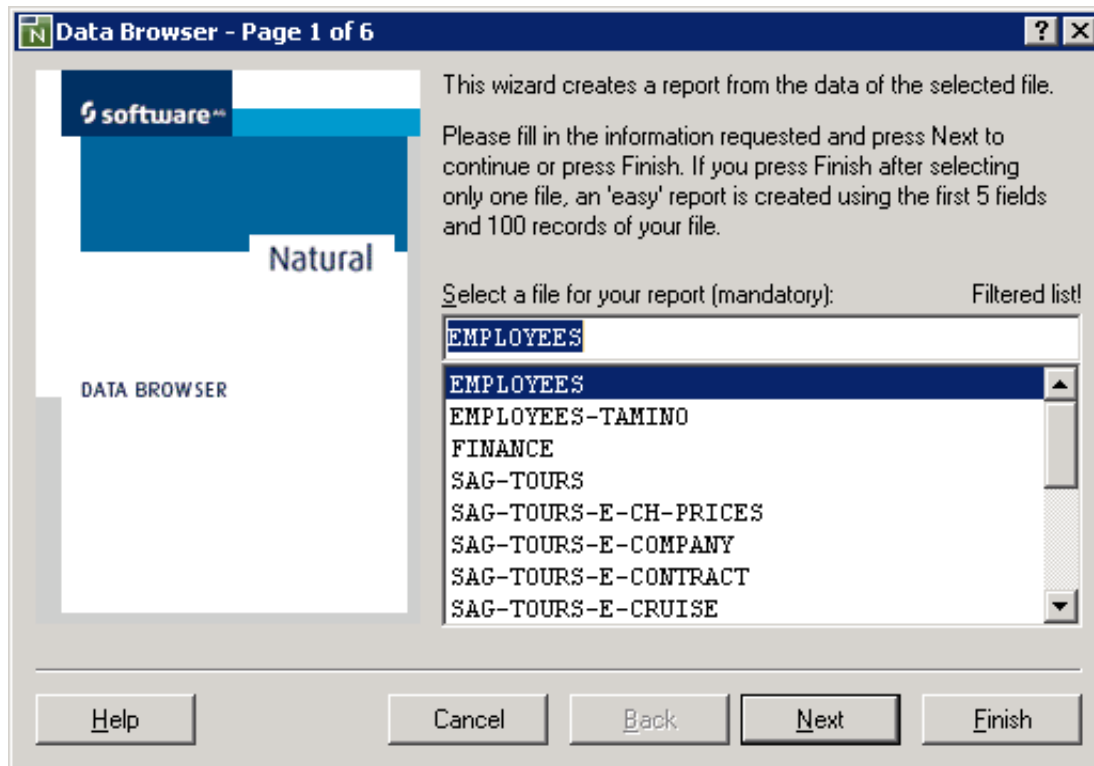 Data Browser - Page 1 of 6
software AG
Natural
DATA BROWSER
This wizard creates a report from the data of the selected file.
Please fill in the information requested and press Next to
continue or press Finish. If you press Finish after selecting
only one file, an 'easy' report is created using the first 5 fields
and 100 records of your file.
Select a file for your report (mandatory): Filtered list!
EMPLOYEES
EMPLOYEES
EMPLOYEES-TAMINO
FINANCE
SAG-TOURS
SAG-TOURS-E-CH-PRICES
SAG-TOURS-E-COMPANY
SAG-TOURS-E-CONTRACT
SAG-TOURS-E-CRUISE
Help Cancel Back Next Finish